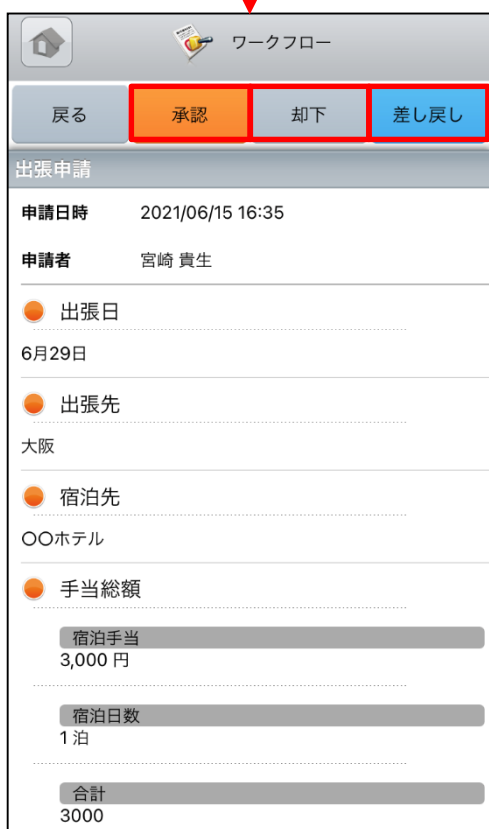 ワークフロー
戻る 承認 却下 差し戻し
出張申請
申請日時 2021/06/15 16:35
申請者 宮崎 貴生
出張日
6月29日
出張先
大阪
宿泊先
〇〇ホテル
手当総額
宿泊手当
3,000 円
宿泊日数
1 泊
合計
3000